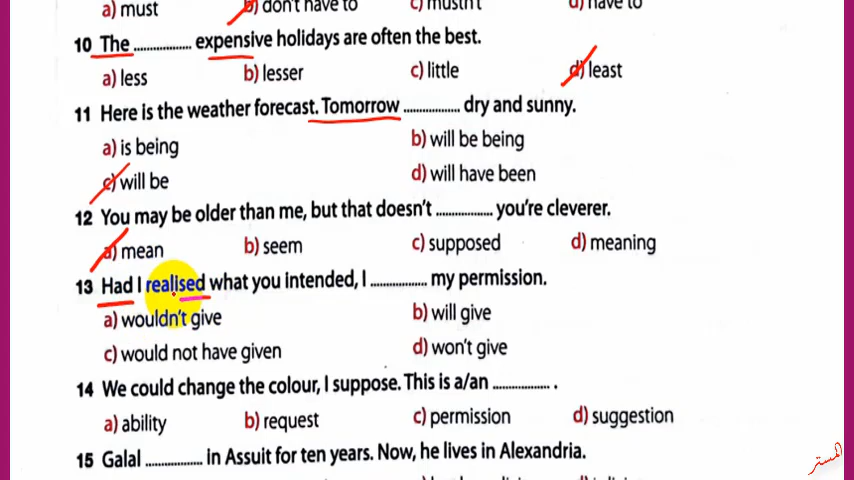 a) must b) don't have to c) mustn't d) have to
10 The ................ expensive holidays are often the best.
a) less b) lesser c) little d) least
11 Here is the weather forecast. Tomorrow ................ dry and sunny.
a) is being b) will be being
c) will be d) will have been
12 You may be older than me, but that doesn't ................ you're cleverer.
a) mean b) seem c) supposed d) meaning
13 Had I realised what you intended, I ................ my permission.
a) wouldn't give b) will give
c) would not have given d) won't give
14 We could change the colour, I suppose. This is a/an ................ .
a) ability b) request c) permission d) suggestion
15 Galal ................ in Assuit for ten years. Now, he lives in Alexandria.
المستر